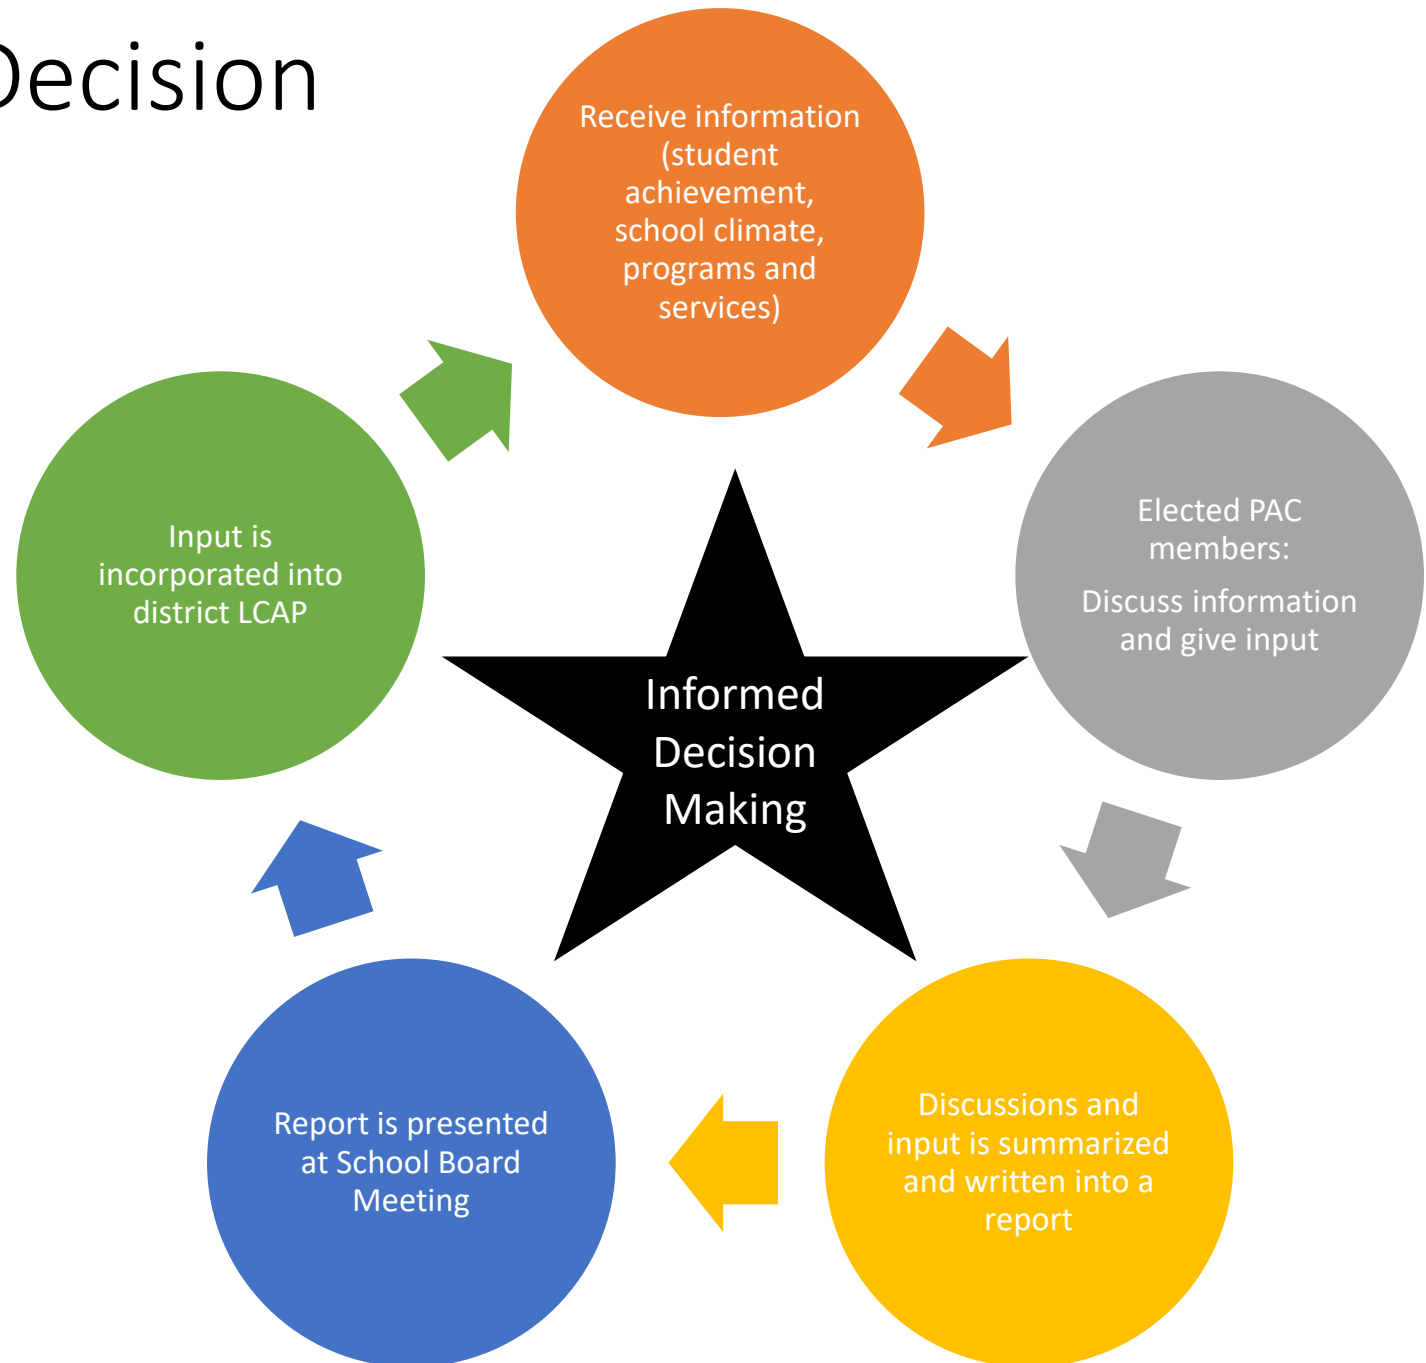 Decision
Receive information
(student
achievement,
school climate,
programs and
services)
Elected PAC
members:
Discuss information
and give input
Discussions and
input is summarized
and written into a
report
Report is presented
at School Board
Meeting
Input is
incorporated into
district LCAP
Informed
Decision
Making